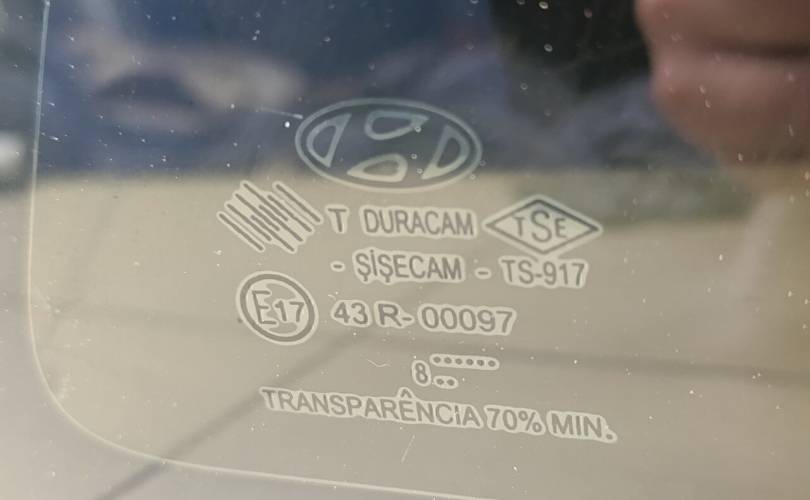 T DURACAM TSE
- ŞİŞECAM - TS-917
E17 43 R-00097
8
TRANSPARÊNCIA 70% MIN.